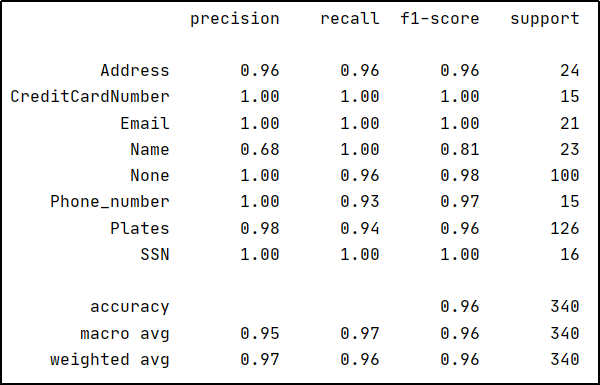 precision recall f1-score support
Address 0.96 0.96 0.96 24
CreditCardNumber 1.00 1.00 1.00 15
Email 1.00 1.00 1.00 21
Name 0.68 1.00 0.81 23
None 1.00 0.96 0.98 100
Phone_number 1.00 0.93 0.97 15
Plates 0.98 0.94 0.96 126
SSN 1.00 1.00 1.00 16
accuracy 0.96 340
macro avg 0.95 0.97 0.96 340
weighted avg 0.97 0.96 0.96 340